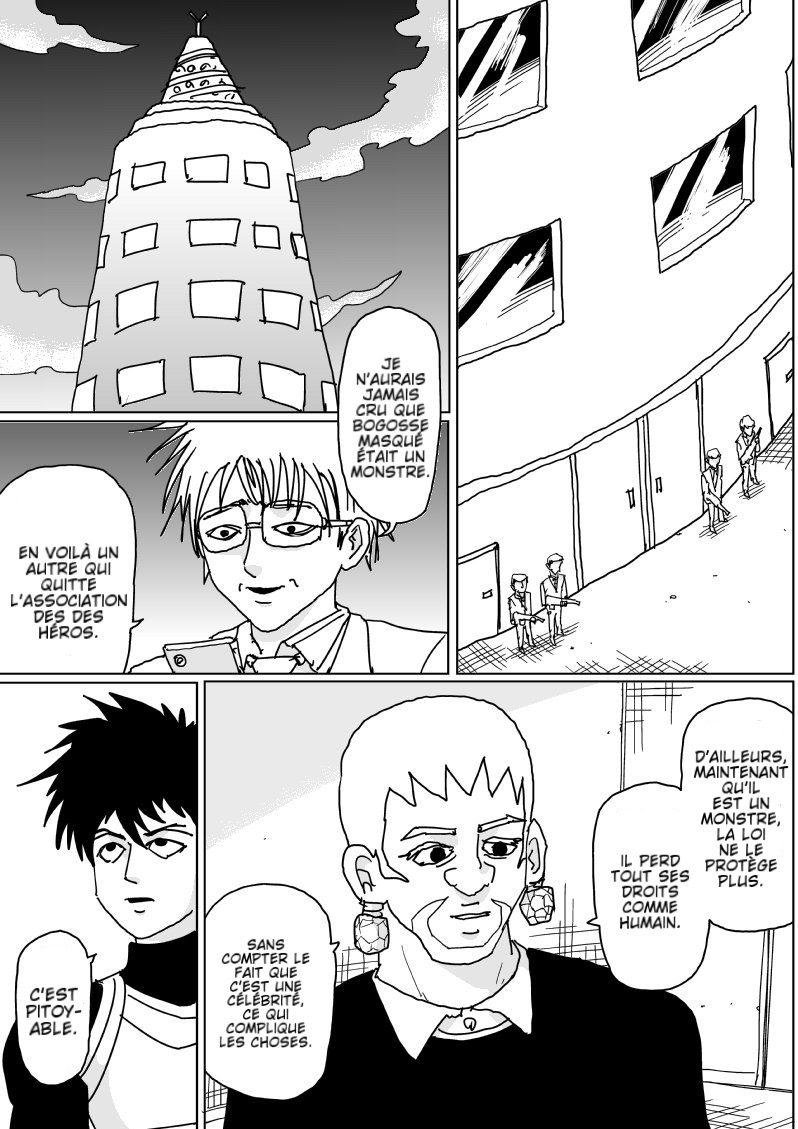 JE
N'AURAIS
JAMAIS
CRU QUE
BOGOSSE
MASQUÉ
ÉTAIT UN
MONSTRE.
EN VOILÀ UN
AUTRE QUI
QUITTE
L'ASSOCIATION
DES DES
HÉROS.
D'AILLEURS,
MAINTENANT
QU'IL
EST UN
MONSTRE,
LA LOI
NE LE
PROTÈGE
PLUS.
IL PERD
TOUT SES
DROITS
COMME
HUMAIN.
SANS
COMPTER LE
FAIT QUE
C'EST UNE
CÉLÉBRITÉ,
CE QUI
COMPLIQUE
LES CHOSES.
C'EST
PITOY-
ABLE.